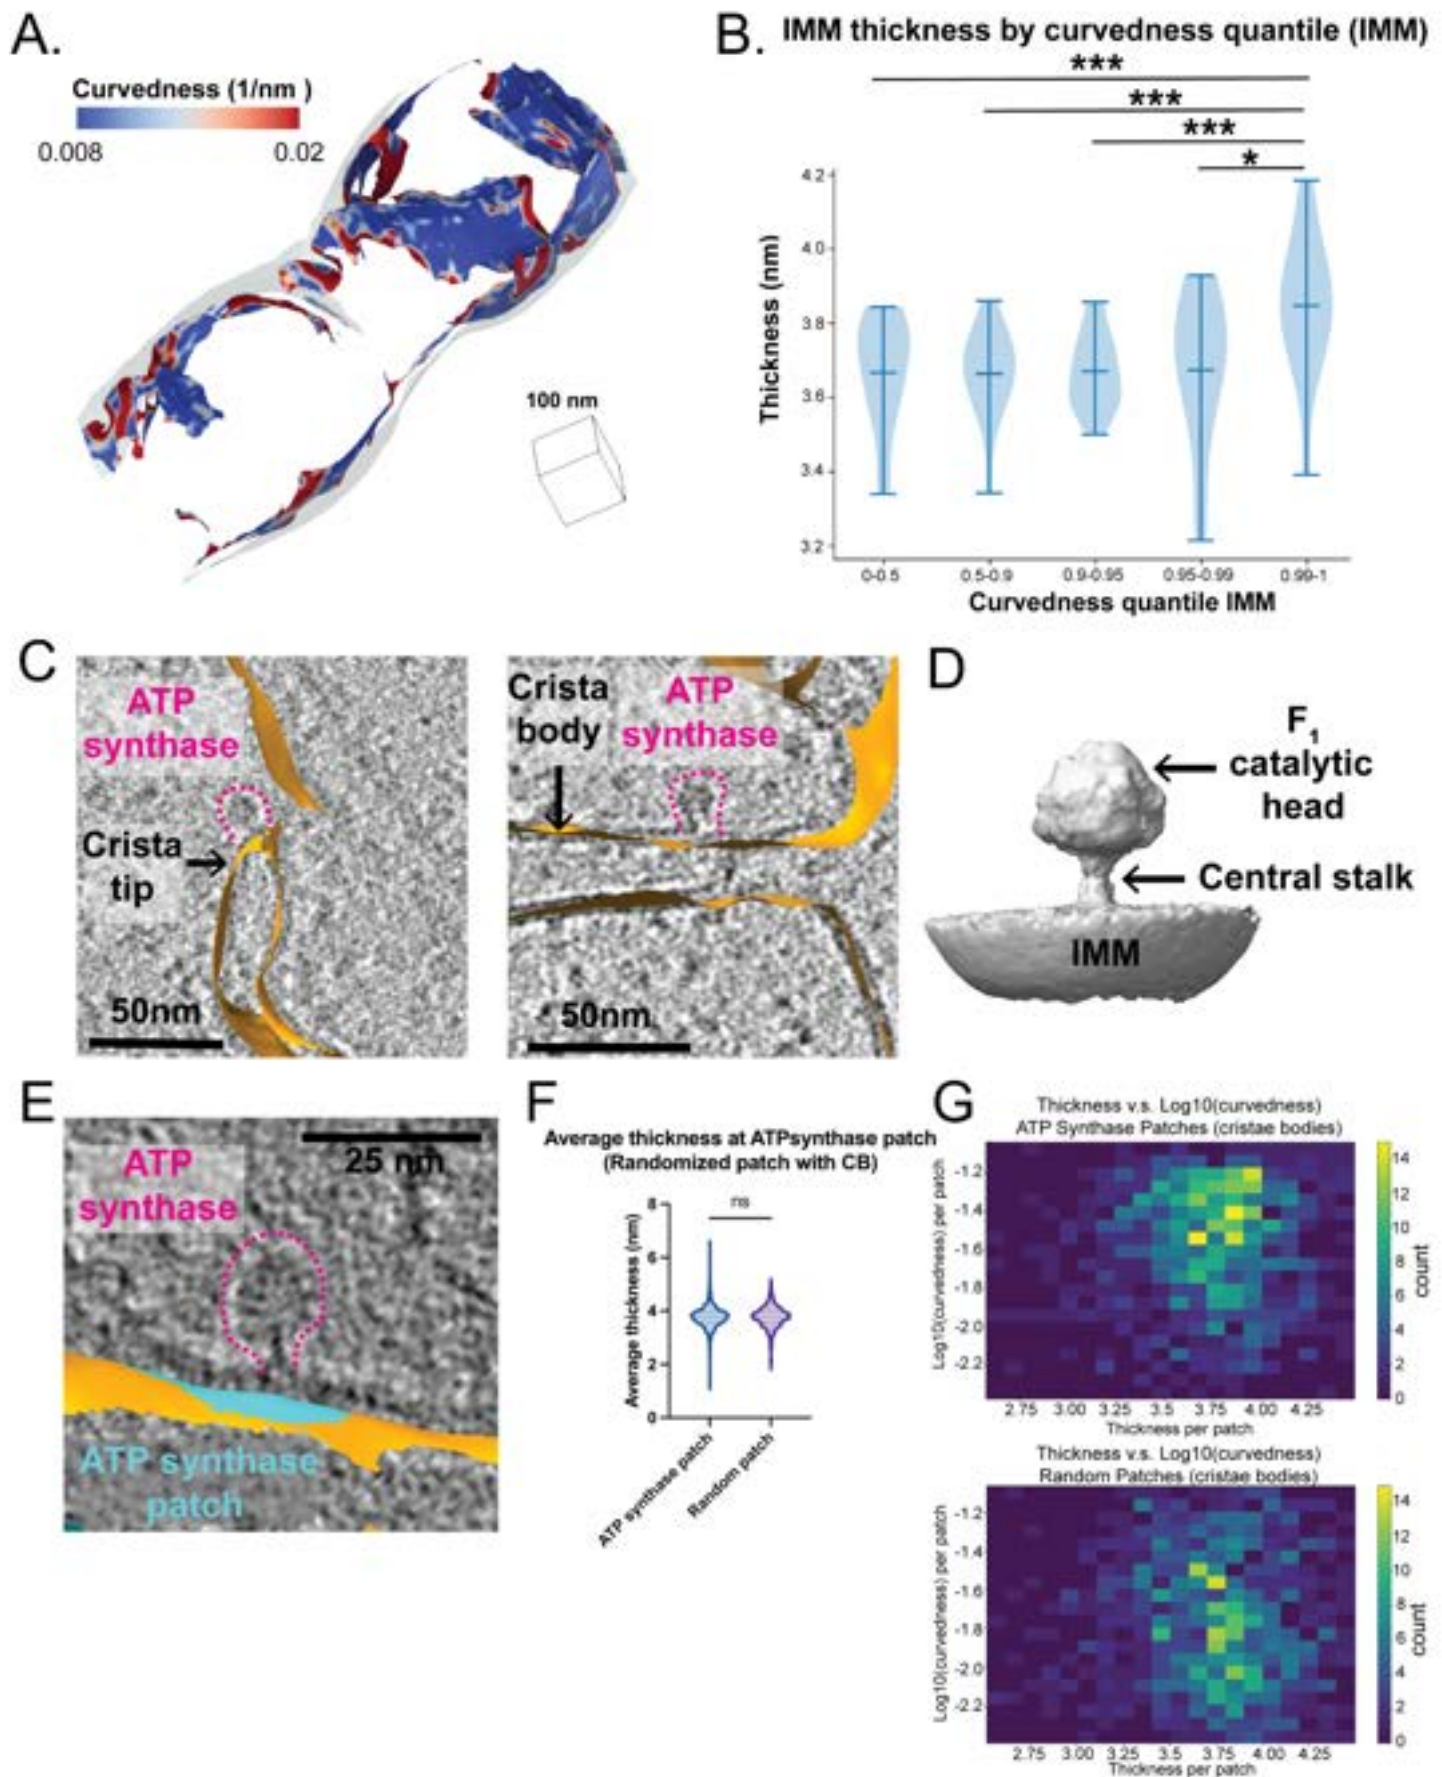 A.
Curvedness (1/nm )
0.008 0.02
100 nm
B. IMM thickness by curvedness quantile (IMM)
***
***
***
*
Thickness (nm)
4.2
4.0
3.8
3.6
3.4
3.2
0-0.5 0.5-0.9 0.9-0.95 0.95-0.99 0.99-1
Curvedness quantile IMM
C
ATP
synthase
Crista
tip
50nm
Crista
body
ATP
synthase
50nm
D
F1
catalytic
head
Central stalk
IMM
E
ATP
synthase
25 nm
ATP synthase
patch
F
Average thickness at ATPsynthase patch
(Randomized patch with CB)
ns
Average thickness (nm)
8
6
4
2
0
ATP synthase patch
Random patch
G
Thickness v.s. Log10(curvedness)
ATP Synthase Patches (cristae bodies)
Log10(curvedness) per patch
-1.2
-1.4
-1.6
-1.8
-2.0
-2.2
2.75 3.00 3.25 3.5 3.75 4.00 4.25
Thickness per patch
14
12
10
8
6
4
2
0
count
Thickness v.s. Log10(curvedness)
Random Patches (cristae bodies)
Log10(curvedness) per patch
-1.2
-1.4
-1.6
-1.8
-2.0
-2.2
2.75 3.00 3.25 3.5 3.75 4.00 4.25
Thickness per patch
14
12
10
8
6
4
2
0
count